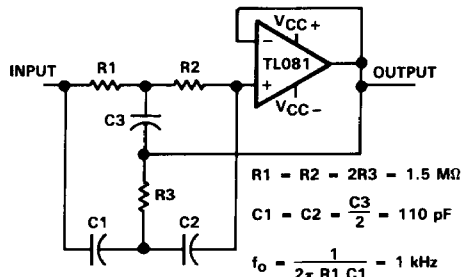 VCC+
TL081
−
+
VCC−
INPUT
R1
R2
OUTPUT
C3
R3
C1
C2
R1 = R2 = 2R3 = 1.5 MΩ
C1 = C2 = C3/2 = 110 pF
fo = 1/2π R1 C1 = 1 kHz